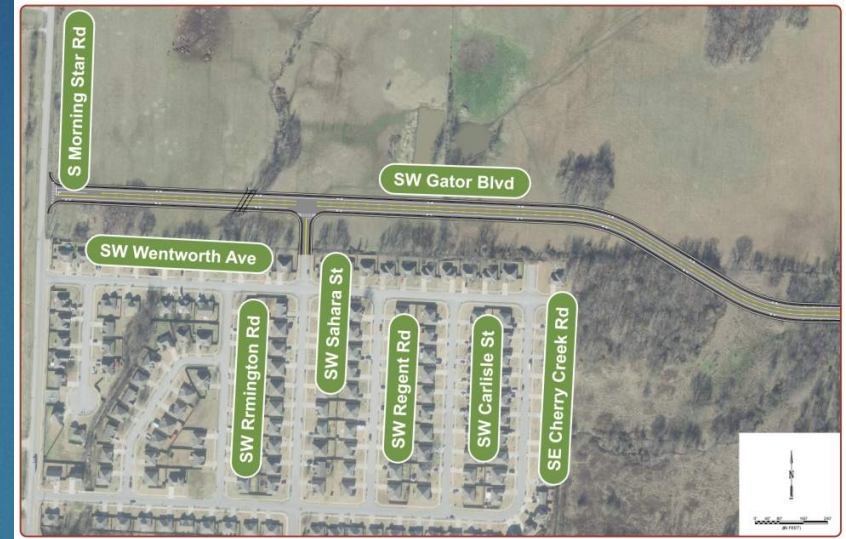 S Morning Star Rd
SW Gator Blvd
SW Wentworth Ave
SW Sahara St
SW Rrmington Rd
SW Regent Rd
SW Carlisle St
SE Cherry Creek Rd